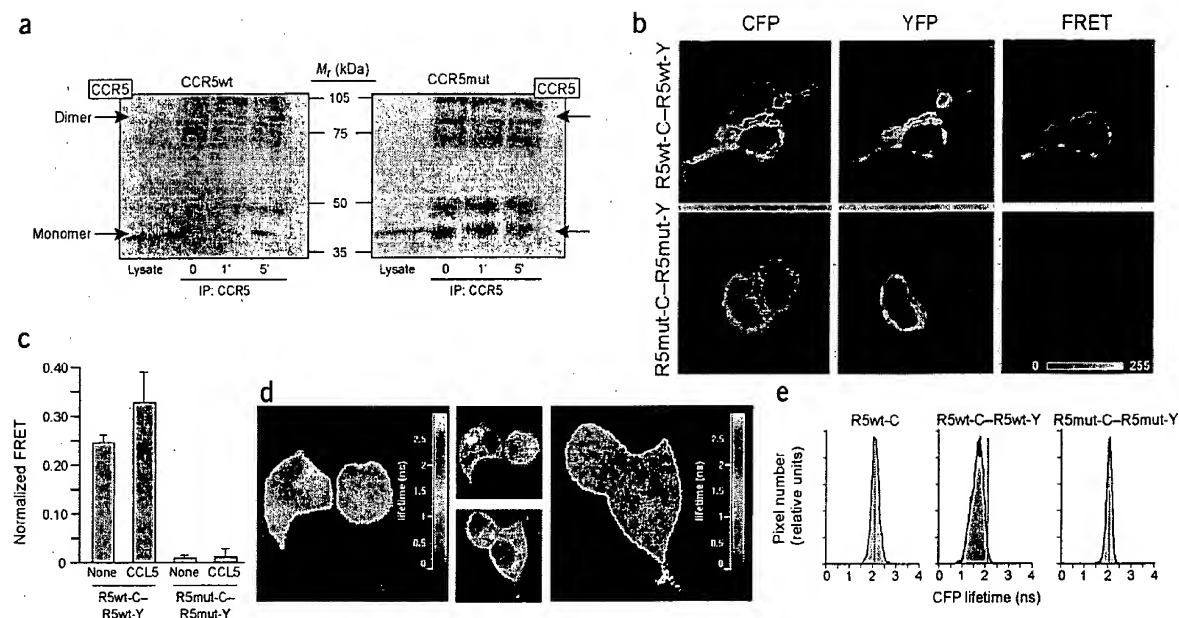 a
CCR5
CCR5wt
Mr (kDa)
CCR5mut
CCR5
Dimer
Monomer
105
75
50
35
Lysate
0
1'
5'
IP: CCR5
Lysate
0
1'
5'
IP: CCR5
b
CFP
YFP
FRET
R5wt-C–R5wt-Y
R5mut-C–R5mut-Y
0
255
c
Normalized FRET
0.40
0.30
0.20
0.10
0
None
CCL5
None
CCL5
R5wt-C–
R5wt-Y
R5mut-C–
R5mut-Y
d
2.5
2
1.5
1
0.5
0
lifetime (ns)
2.5
2
1.5
1
0.5
0
lifetime (ns)
e
R5wt-C
R5wt-C–R5wt-Y
R5mut-C–R5mut-Y
Pixel number
(relative units)
0 1 2 3 4
0 1 2 3 4
0 1 2 3 4
CFP lifetime (ns)